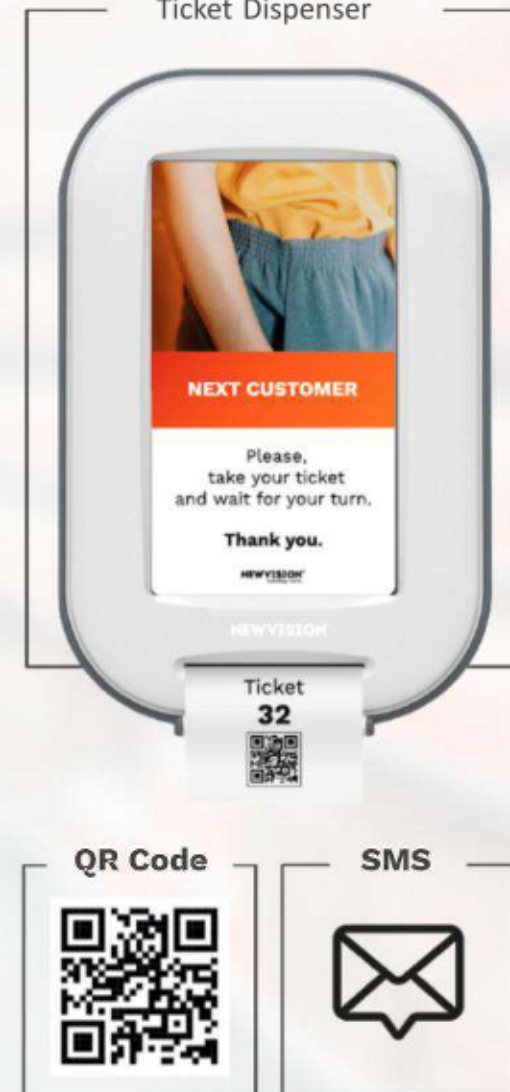 Ticket Dispenser
NEXT CUSTOMER
Please,
take your ticket
and wait for your turn.
Thank you.
NEWVISION
NEWVISION
Ticket
32
QR Code
SMS